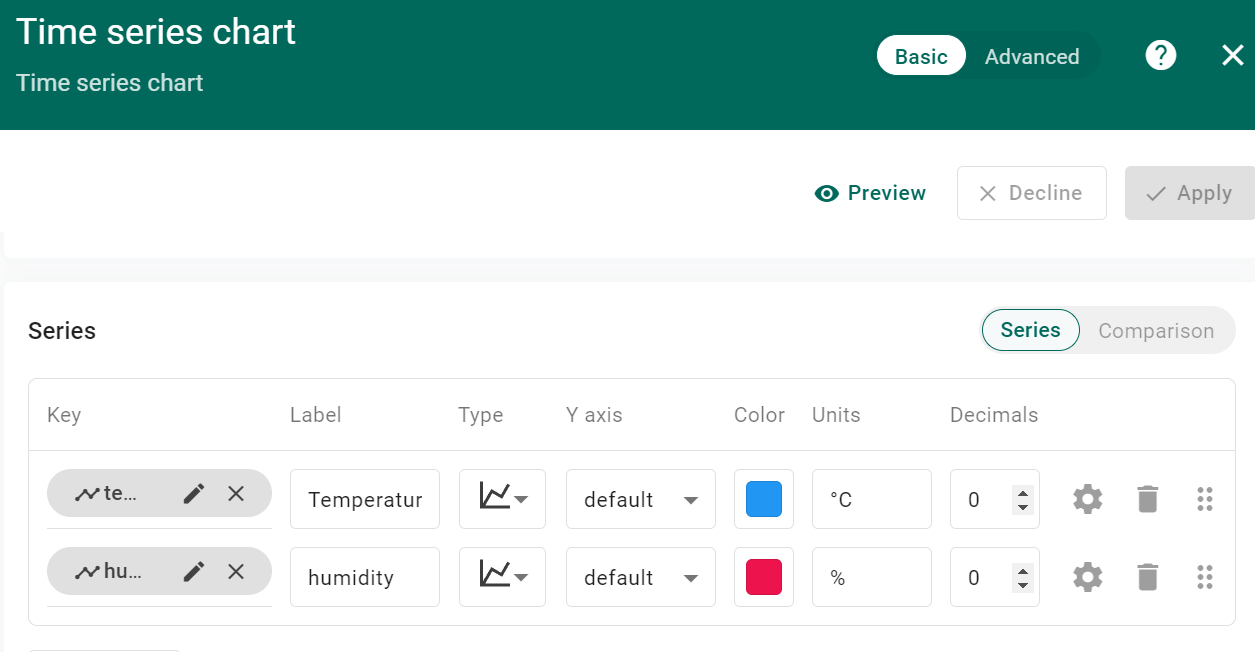 Time series chart
Time series chart
Basic Advanced
Preview Decline Apply
Series Series Comparison
Key Label Type Y axis Color Units Decimals
te... Temperatur default °C 0
hu... humidity default % 0